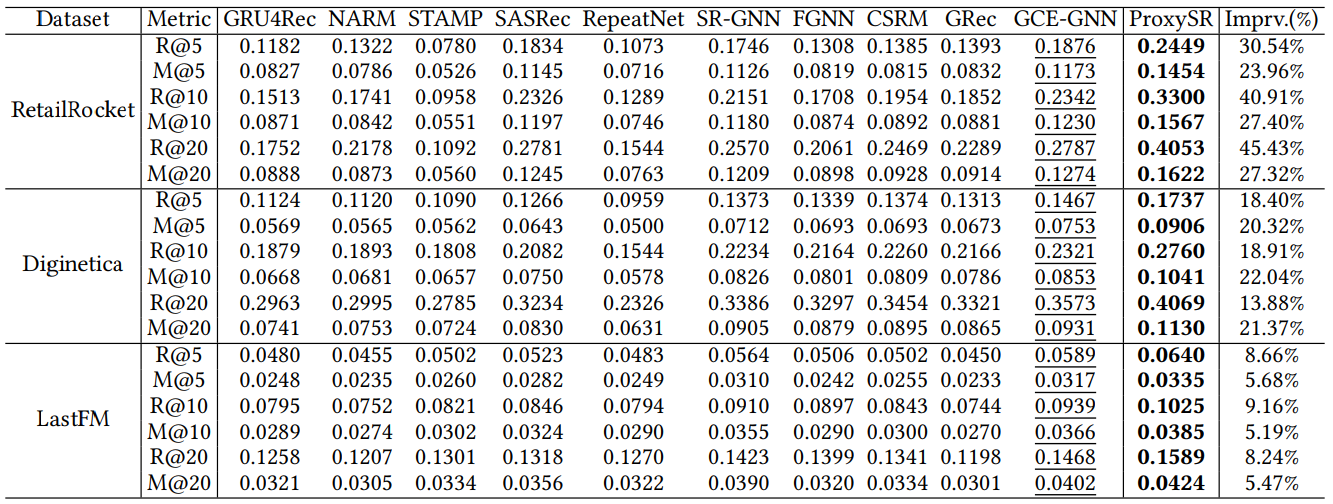 Dataset Metric GRU4Rec NARM STAMP SASRec RepeatNet SR-GNN FGNN CSRM GRec GCE-GNN ProxySR Imprv.(%)
R@5 0.1182 0.1322 0.0780 0.1834 0.1073 0.1746 0.1308 0.1385 0.1393 0.1876 0.2449 30.54%
M@5 0.0827 0.0786 0.0526 0.1145 0.0716 0.1126 0.0819 0.0815 0.0832 0.1173 0.1454 23.96%
RetailRocket R@10 0.1513 0.1741 0.0958 0.2326 0.1289 0.2151 0.1708 0.1954 0.1852 0.2342 0.3300 40.91%
M@10 0.0871 0.0842 0.0551 0.1197 0.0746 0.1180 0.0874 0.0892 0.0881 0.1230 0.1567 27.40%
R@20 0.1752 0.2178 0.1092 0.2781 0.1544 0.2570 0.2061 0.2469 0.2289 0.2787 0.4053 45.43%
M@20 0.0888 0.0873 0.0560 0.1245 0.0763 0.1209 0.0898 0.0928 0.0914 0.1274 0.1622 27.32%
R@5 0.1124 0.1120 0.1090 0.1266 0.0959 0.1373 0.1339 0.1374 0.1313 0.1467 0.1737 18.40%
M@5 0.0569 0.0565 0.0562 0.0643 0.0500 0.0712 0.0693 0.0693 0.0673 0.0753 0.0906 20.32%
Diginetica R@10 0.1879 0.1893 0.1808 0.2082 0.1544 0.2234 0.2164 0.2260 0.2166 0.2321 0.2760 18.91%
M@10 0.0668 0.0681 0.0657 0.0750 0.0578 0.0826 0.0801 0.0809 0.0786 0.0853 0.1041 22.04%
R@20 0.2963 0.2995 0.2785 0.3234 0.2326 0.3386 0.3297 0.3454 0.3321 0.3573 0.4069 13.88%
M@20 0.0741 0.0753 0.0724 0.0830 0.0631 0.0905 0.0879 0.0895 0.0865 0.0931 0.1130 21.37%
R@5 0.0480 0.0455 0.0502 0.0523 0.0483 0.0564 0.0506 0.0502 0.0450 0.0589 0.0640 8.66%
M@5 0.0248 0.0235 0.0260 0.0282 0.0249 0.0310 0.0242 0.0255 0.0233 0.0317 0.0335 5.68%
LastFM R@10 0.0795 0.0752 0.0821 0.0846 0.0794 0.0910 0.0897 0.0843 0.0744 0.0939 0.1025 9.16%
M@10 0.0289 0.0274 0.0302 0.0324 0.0290 0.0355 0.0290 0.0300 0.0270 0.0366 0.0385 5.19%
R@20 0.1258 0.1207 0.1301 0.1318 0.1270 0.1423 0.1399 0.1341 0.1198 0.1468 0.1589 8.24%
M@20 0.0321 0.0305 0.0334 0.0356 0.0322 0.0390 0.0320 0.0334 0.0301 0.0402 0.0424 5.47%